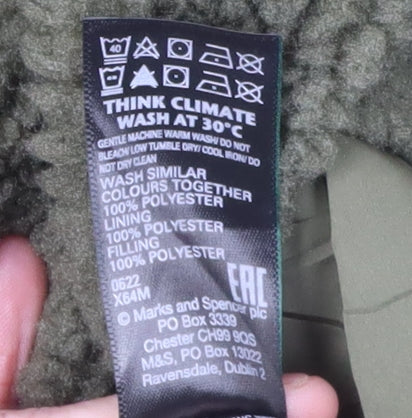 40
THINK CLIMATE
WASH AT 30°C
GENTLE MACHINE WARM WASH/ DO NOT
BLEACH/ LOW TUMBLE DRY/ COOL IRON/ DO
NOT DRY CLEAN
WASH SIMILAR
COLOURS TOGETHER
100% POLYESTER
LINING
100% POLYESTER
FILLING
100% POLYESTER
0622
X64M
EAC
© Marks and Spencer plc
PO Box 3339
Chester CH99 9QS
M&S, PO Box 13022
Ravensdale, Dublin 2